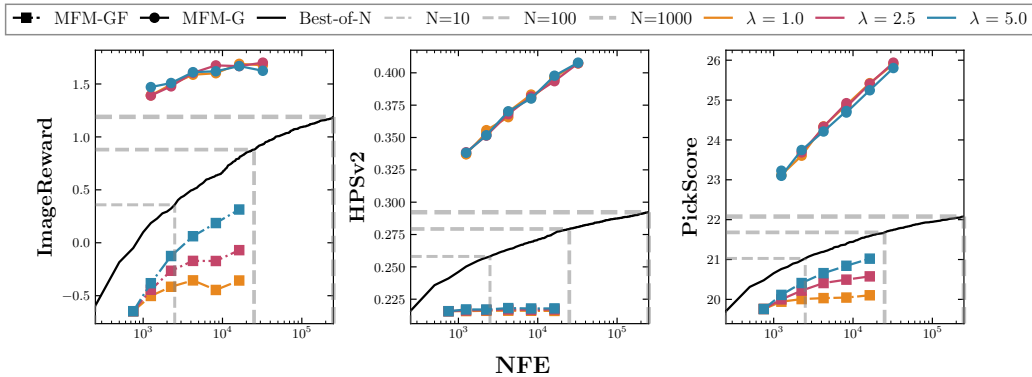 MFM-GF MFM-G Best-of-N N=10 N=100 N=1000 λ = 1.0 λ = 2.5 λ = 5.0
ImageReward
1.5
1.0
0.5
0.0
−0.5
10³ 10⁴ 10⁵
HPSv2
0.400
0.375
0.350
0.325
0.300
0.275
0.250
0.225
10³ 10⁴ 10⁵
PickScore
26
25
24
23
22
21
20
10³ 10⁴ 10⁵
NFE